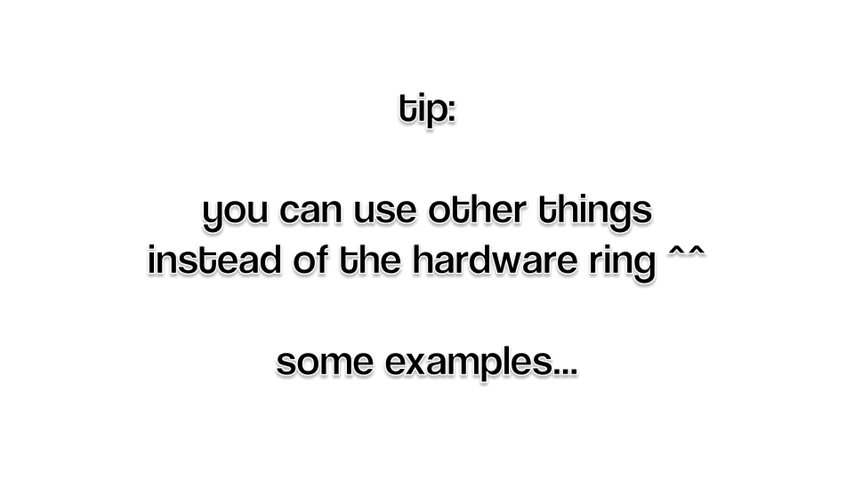 tip:
you can use other things
instead of the hardware ring ^^
some examples...